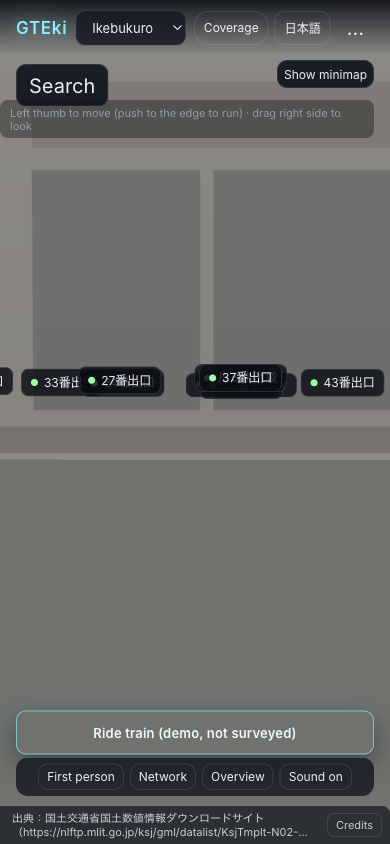 GTEki
Ikebukuro
Coverage
日本語
...
Search
Show minimap
Left thumb to move (push to the edge to run) · drag right side to
look
33番出
27番出口
37番出口
43番出口
Ride train (demo, not surveyed)
First person
Network
Overview
Sound on
出典：国土交通省国土数値情報ダウンロードサイト
（https://nlftp.mlit.go.jp/ksj/gml/datalist/KsjTmplt-N02-...
Credits